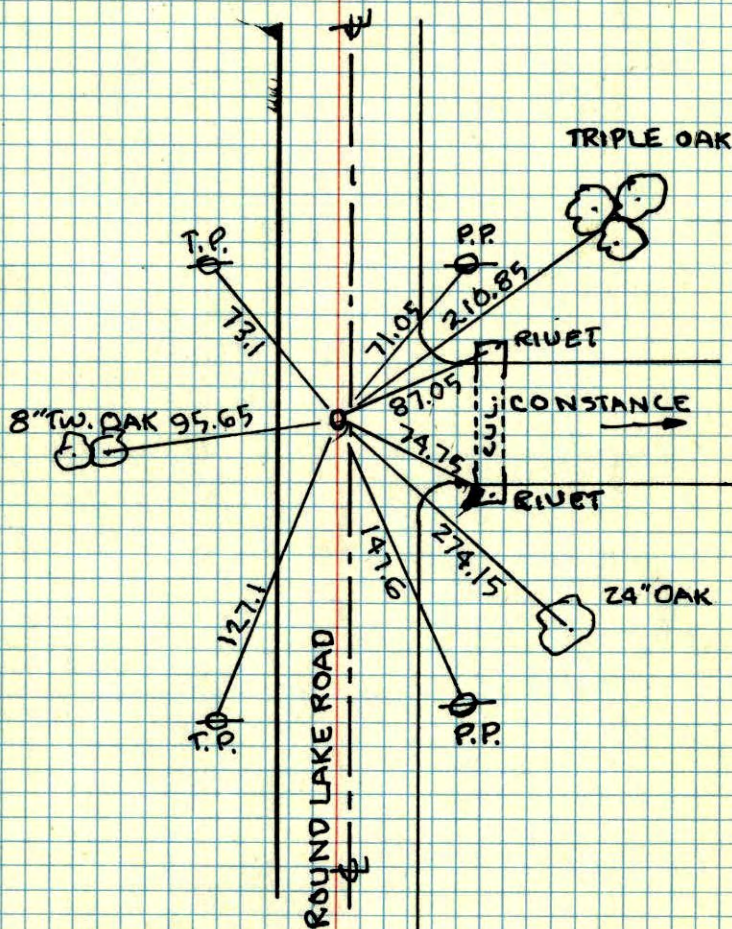 TRIPLE OAK
T.P.
P.P.
73.1
71.05
210.85
RIVET
87.05
8" TW. OAK 95.65
CUL.
CONSTANCE
74.75
RIVET
274.15
147.6
127.1
24" OAK
ROUND LAKE ROAD
T.P.
P.P.